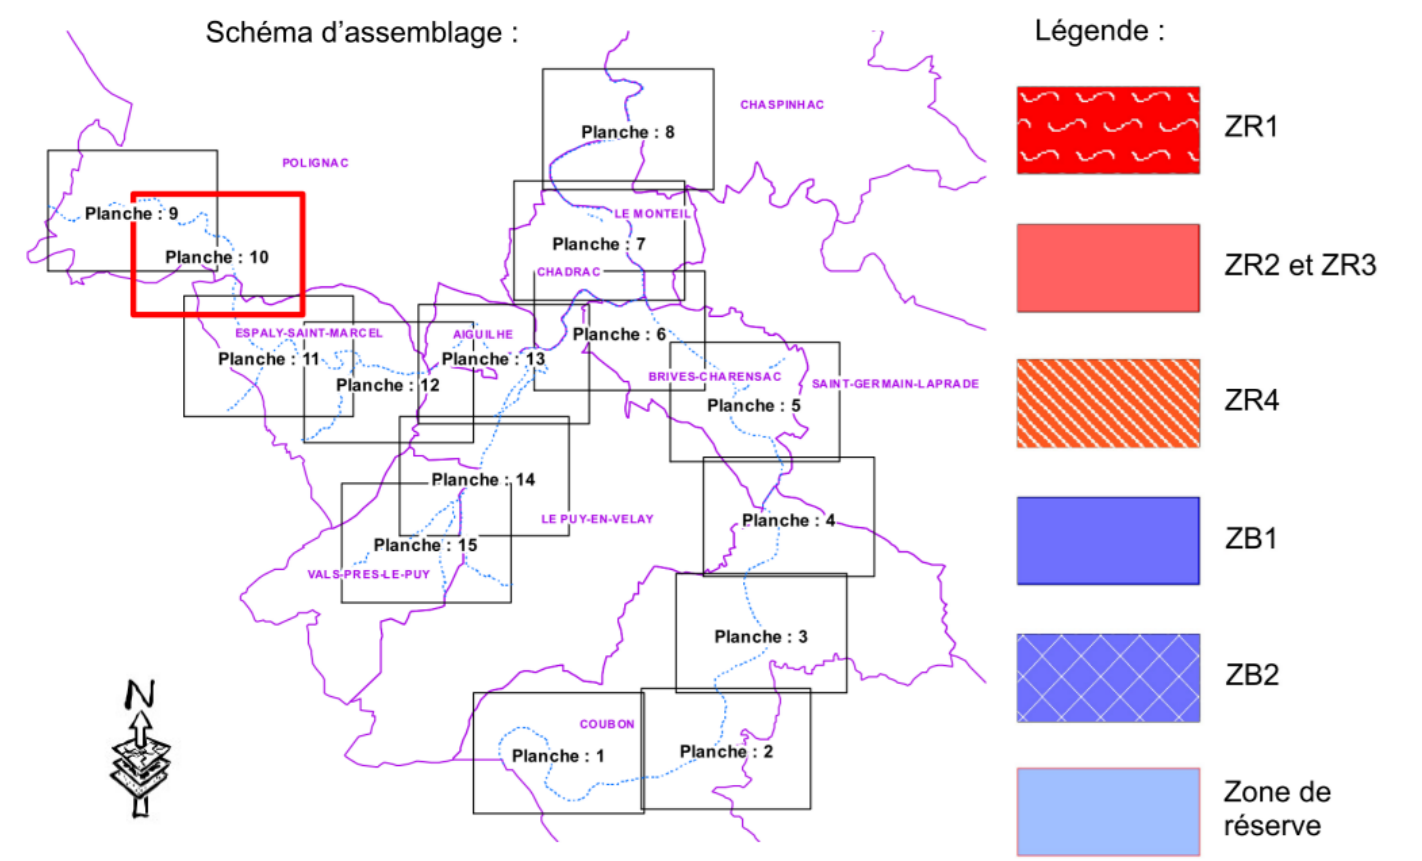 Schéma d’assemblage :
Légende :
CHASPINHAC
Planche : 8
ZR1
POLIGNAC
Planche : 9
LE MONTEIL
Planche : 7
Planche : 10
CHADRAC
ZR2 et ZR3
ESPALY-SAINT-MARCEL
AIGUILHE
Planche : 6
Planche : 11
Planche : 13
Planche : 12
BRIVES-CHARENSAC
SAINT-GERMAIN-LAPRADE
Planche : 5
ZR4
Planche : 14
LE PUY-EN-VELAY
Planche : 4
Planche : 15
ZB1
VALS-PRES-LE-PUY
Planche : 3
ZB2
N
COUBON
Planche : 1
Planche : 2
Zone de
réserve